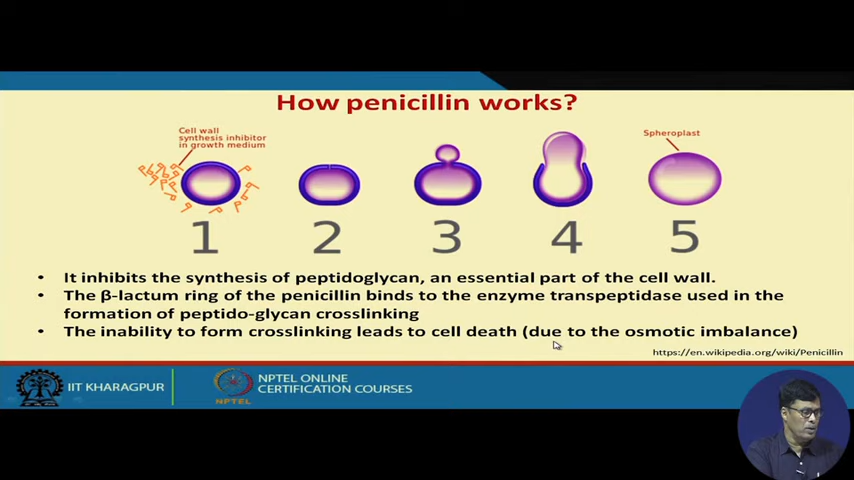 How penicillin works?
Cell wall
synthesis inhibitor
in growth medium
Spheroplast
1 2 3 4 5
• It inhibits the synthesis of peptidoglycan, an essential part of the cell wall.
• The β-lactum ring of the penicillin binds to the enzyme transpeptidase used in the
formation of peptido-glycan crosslinking
• The inability to form crosslinking leads to cell death (due to the osmotic imbalance)
https://en.wikipedia.org/wiki/Penicillin
IIT KHARAGPUR
NPTEL
NPTEL ONLINE
CERTIFICATION COURSES